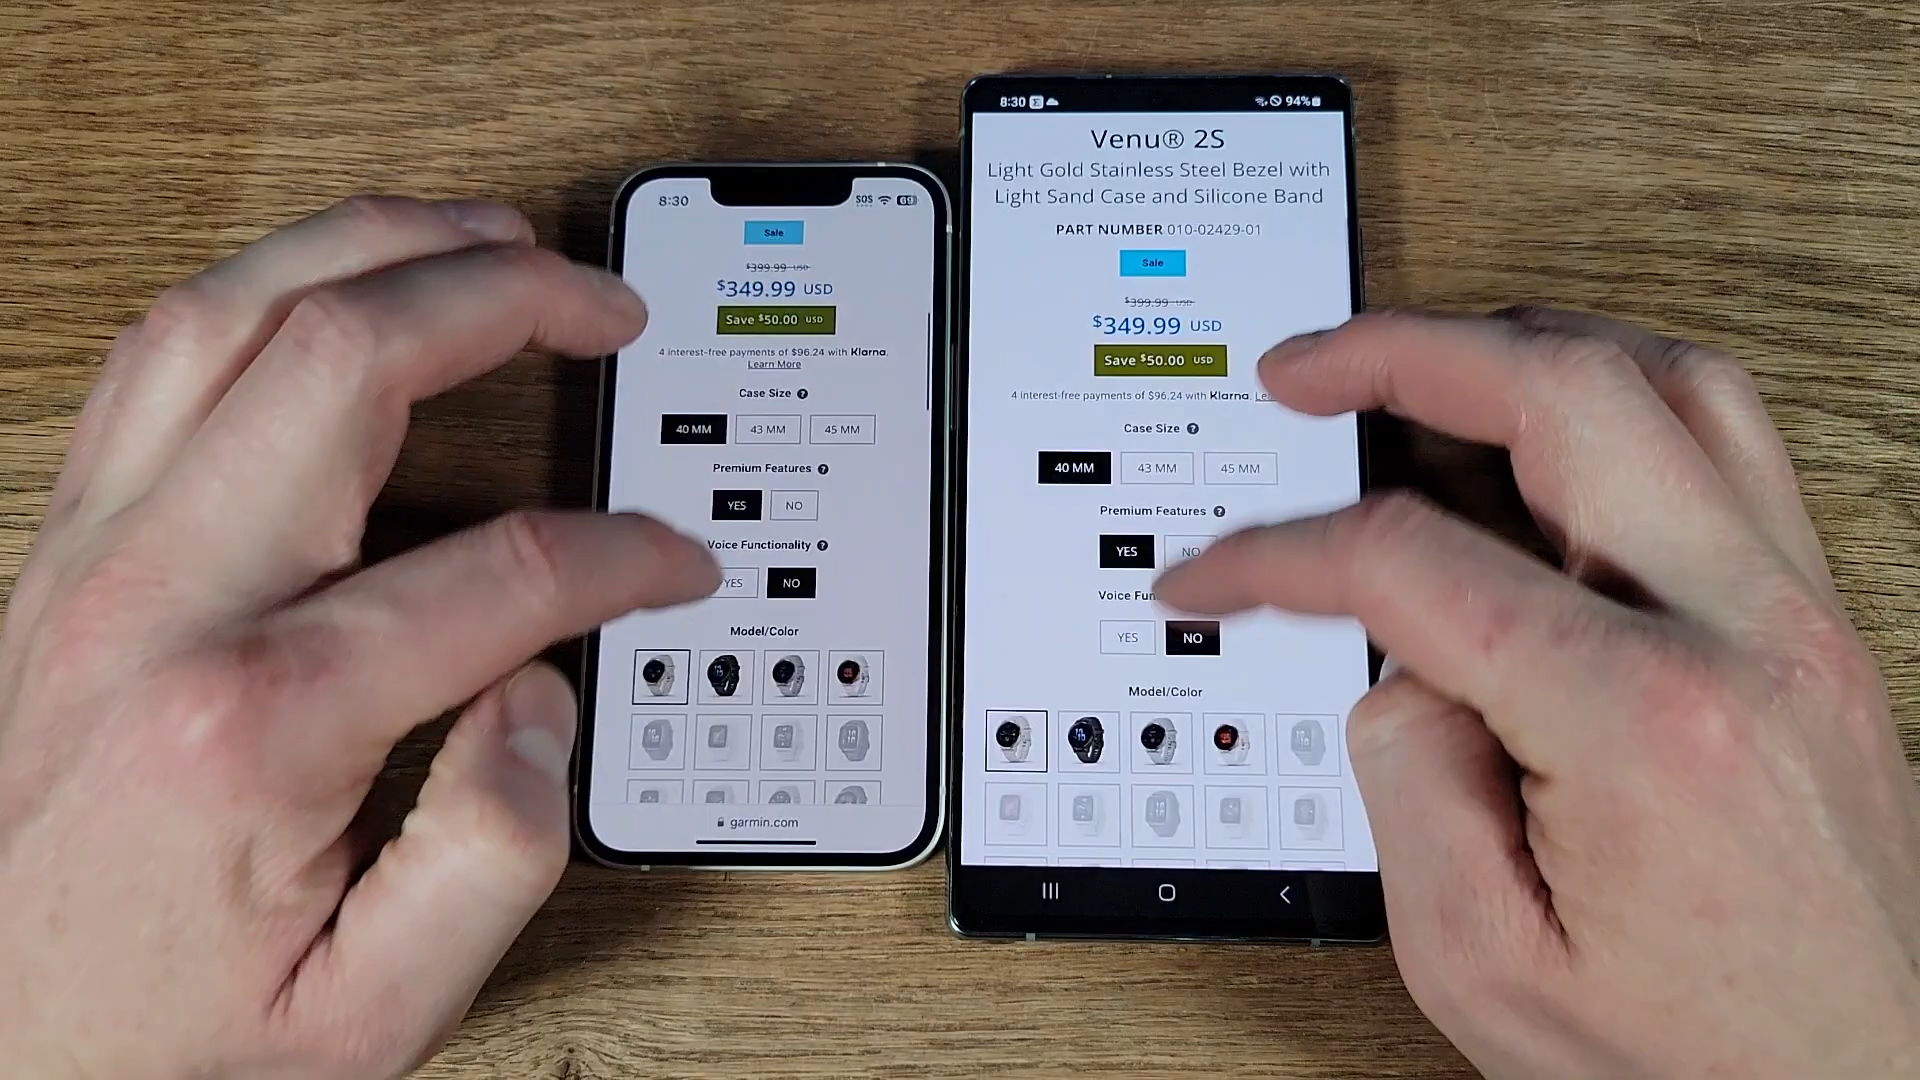 8:30
SOS
69
Sale
$399.99 USD
$349.99 USD
Save $50.00 USD
4 interest-free payments of $96.24 with Klarna.
Learn More
Case Size ?
40 MM
43 MM
45 MM
Premium Features ?
YES
NO
Voice Functionality ?
YES
NO
Model/Color
garmin.com
8:30
94%
Venu® 2S
Light Gold Stainless Steel Bezel with
Light Sand Case and Silicone Band
PART NUMBER 010-02429-01
Sale
$399.99 USD
$349.99 USD
Save $50.00 USD
4 interest-free payments of $96.24 with Klarna.
Case Size ?
40 MM
43 MM
45 MM
Premium Features ?
YES
NO
Voice
YES
NO
Model/Color